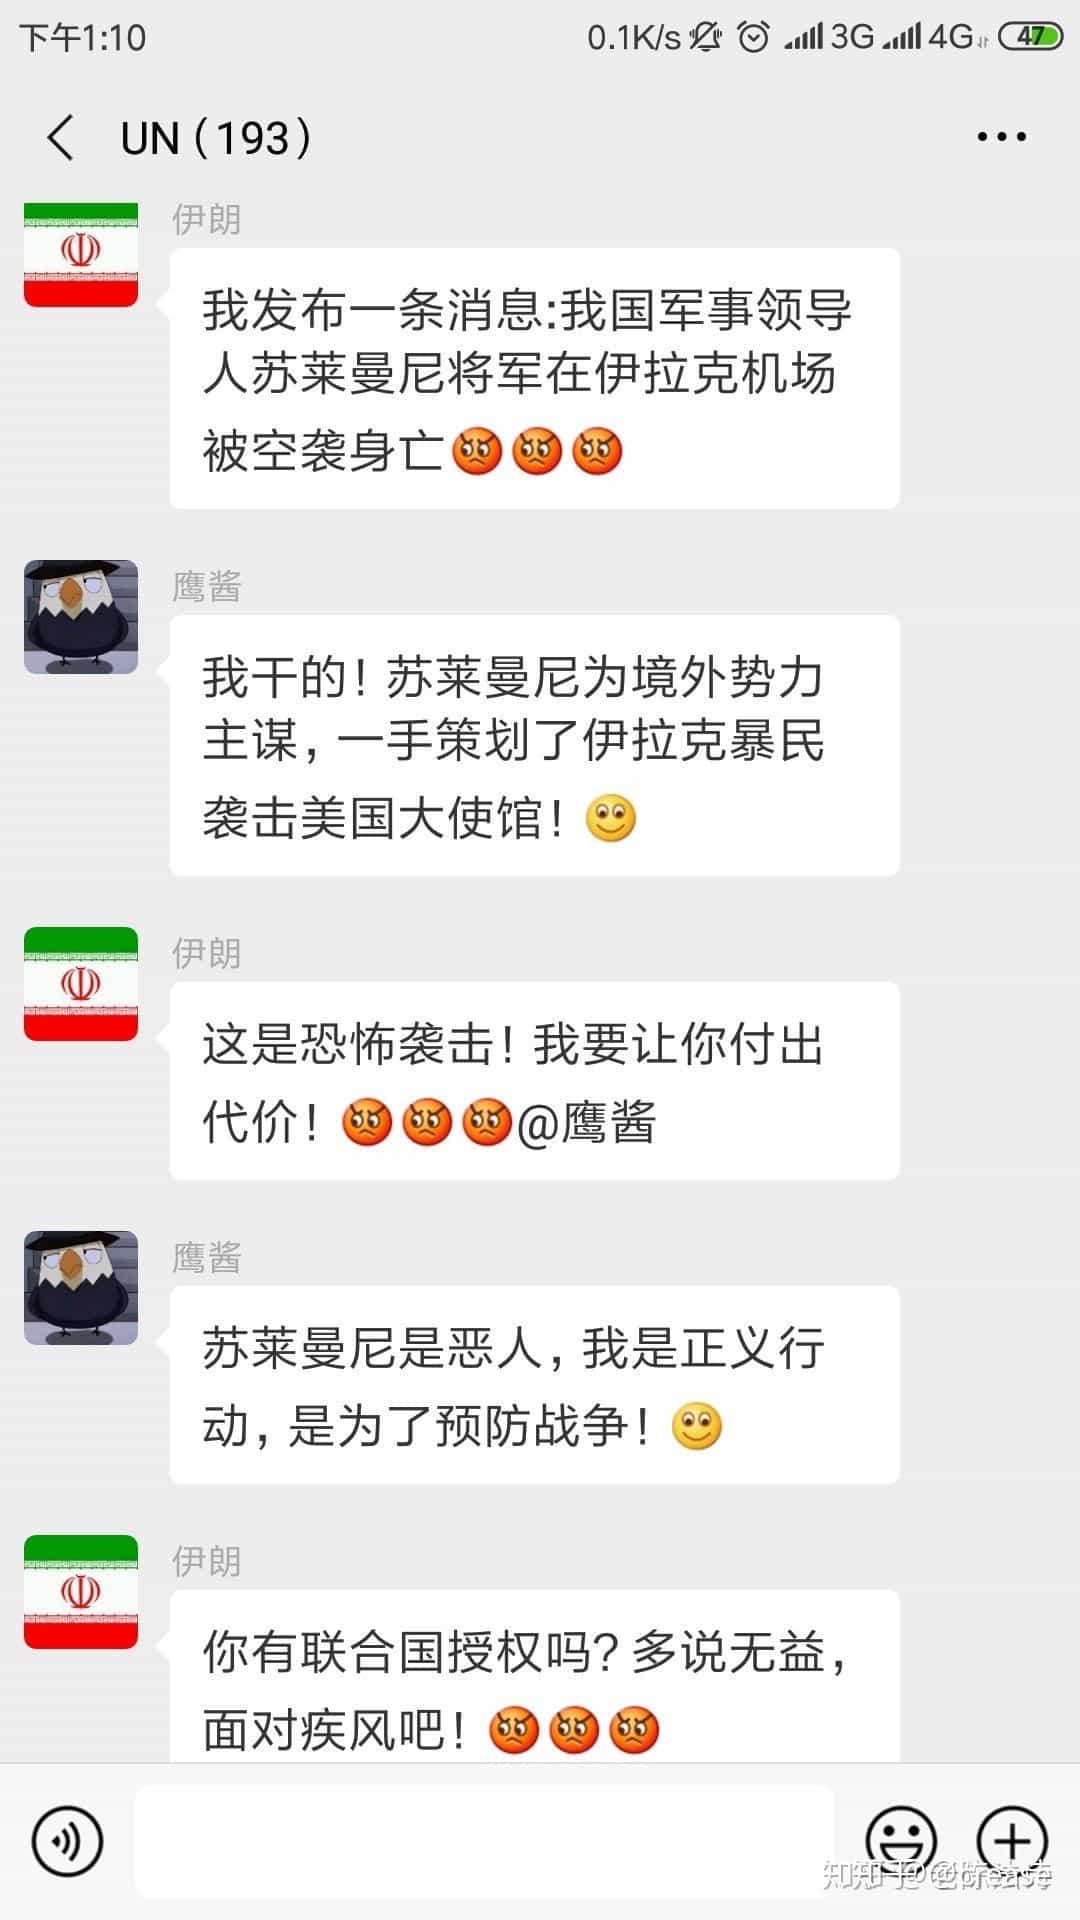 下午1:10
0.1K/s 3G 4G 47
UN（193）
伊朗
我发布一条消息:我国军事领导
人苏莱曼尼将军在伊拉克机场
被空袭身亡😡😡😡
鹰酱
我干的！苏莱曼尼为境外势力
主谋，一手策划了伊拉克暴民
袭击美国大使馆！🙂
伊朗
这是恐怖袭击！我要让你付出
代价！😡😡😡@鹰酱
鹰酱
苏莱曼尼是恶人，我是正义行
动，是为了预防战争！🙂
伊朗
你有联合国授权吗？多说无益，
面对疾风吧！😡😡😡